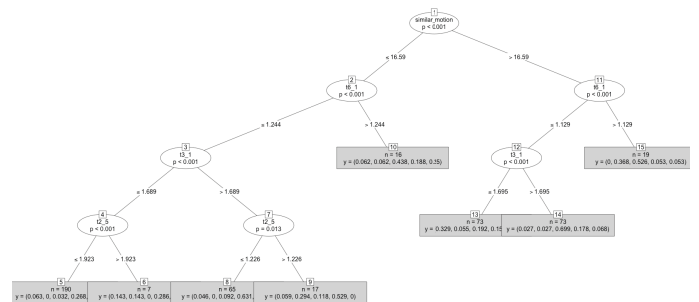 1
similar_motion
p < 0.001
≤ 16.59
> 16.59
2
t6_1
p < 0.001
11
t6_1
p < 0.001
≤ 1.244
> 1.244
≤ 1.129
> 1.129
3
t3_1
p < 0.001
10
n = 16
y = (0.062, 0.062, 0.438, 0.188, 0.25)
12
t3_1
p < 0.001
15
n = 19
y = (0, 0.368, 0.526, 0.053, 0.053)
≤ 1.689
> 1.689
≤ 1.695
> 1.695
4
t2_5
p < 0.001
7
t2_5
p = 0.013
13
n = 73
y = 0.329, 0.055, 0.192, 0.15
14
n = 73
y = (0.027, 0.027, 0.699, 0.178, 0.068)
≤ 1.923
> 1.923
≤ 1.226
> 1.226
5
n = 190
y = (0.063, 0, 0.032, 0.268,
6
n = 7
y = (0.143, 0.143, 0, 0.286,
8
n = 65
y = (0.046, 0, 0.092, 0.631,
9
n = 17
y = (0.059, 0.294, 0.118, 0.529, 0)